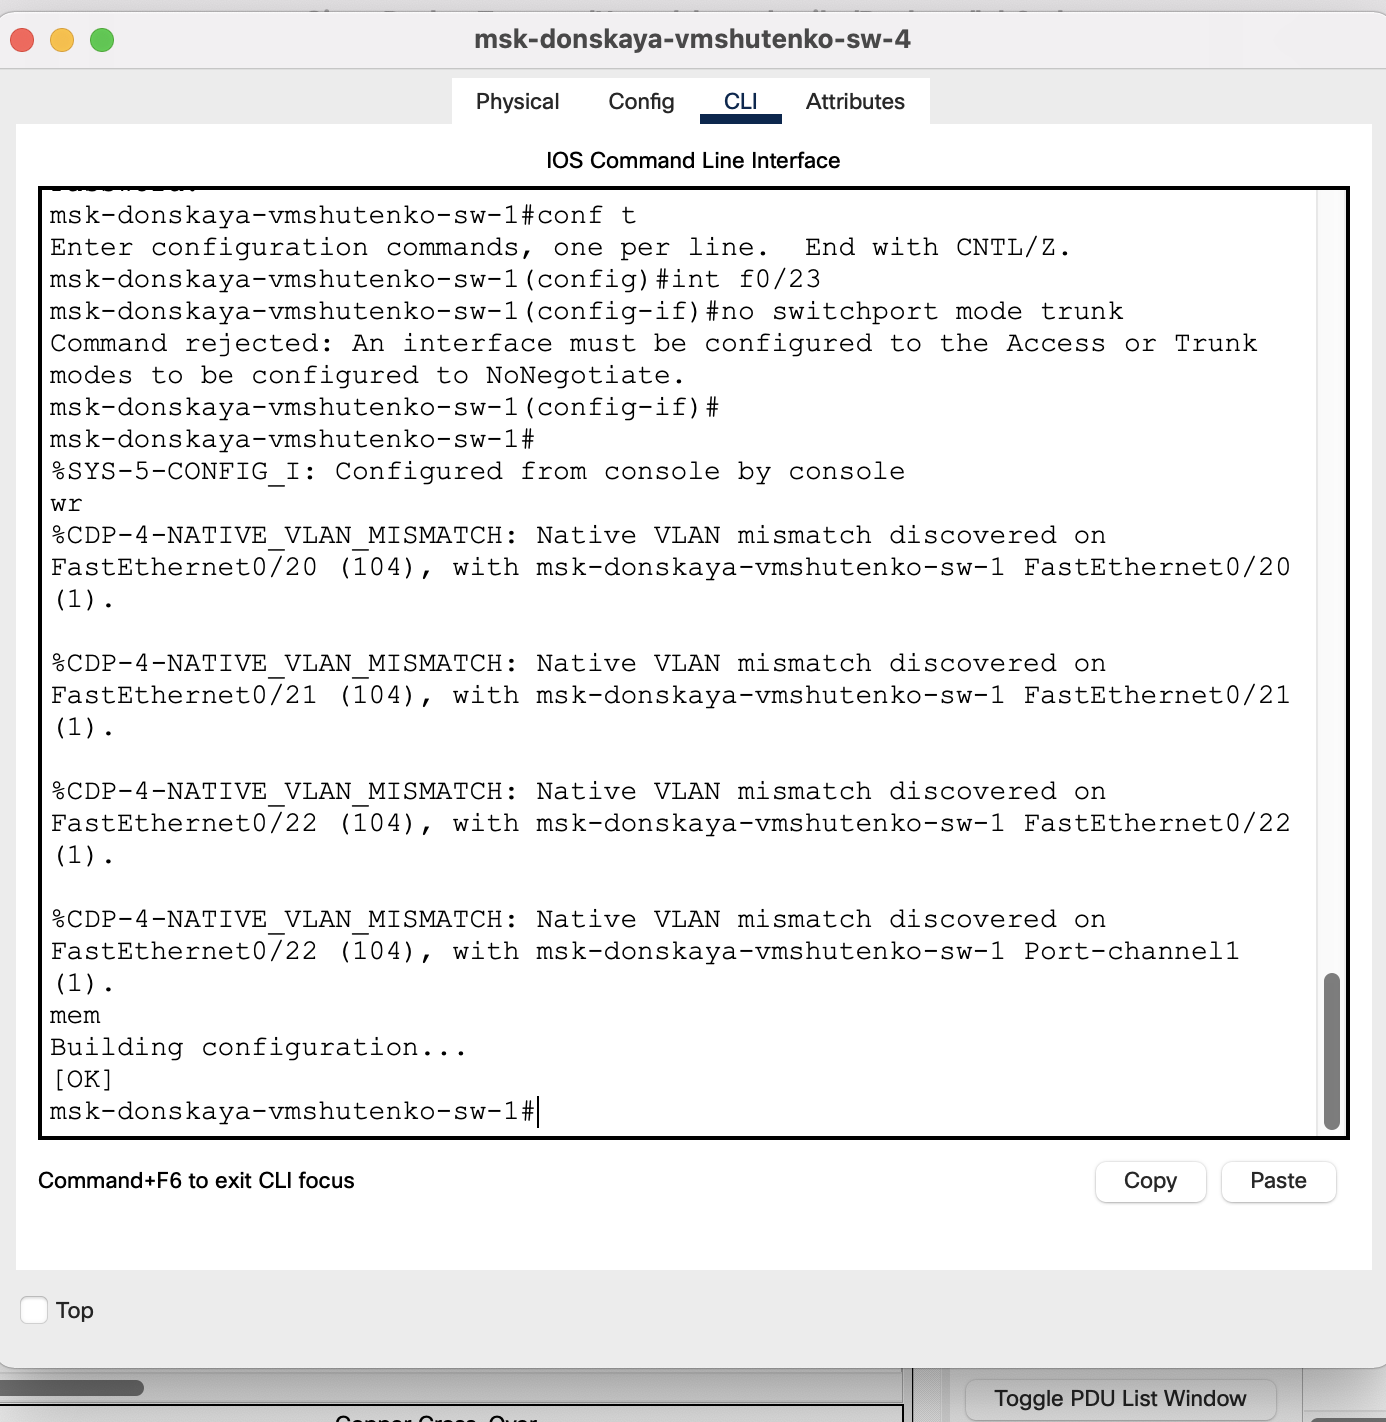 msk-donskaya-vmshutenko-sw-4
Physical Config CLI Attributes
IOS Command Line Interface
msk-donskaya-vmshutenko-sw-1#conf t
Enter configuration commands, one per line.  End with CNTL/Z.
msk-donskaya-vmshutenko-sw-1(config)#int f0/23
msk-donskaya-vmshutenko-sw-1(config-if)#no switchport mode trunk
Command rejected: An interface must be configured to the Access or Trunk
modes to be configured to NoNegotiate.
msk-donskaya-vmshutenko-sw-1(config-if)#
msk-donskaya-vmshutenko-sw-1#
%SYS-5-CONFIG_I: Configured from console by console
wr
%CDP-4-NATIVE_VLAN_MISMATCH: Native VLAN mismatch discovered on
FastEthernet0/20 (104), with msk-donskaya-vmshutenko-sw-1 FastEthernet0/20
(1).
%CDP-4-NATIVE_VLAN_MISMATCH: Native VLAN mismatch discovered on
FastEthernet0/21 (104), with msk-donskaya-vmshutenko-sw-1 FastEthernet0/21
(1).
%CDP-4-NATIVE_VLAN_MISMATCH: Native VLAN mismatch discovered on
FastEthernet0/22 (104), with msk-donskaya-vmshutenko-sw-1 FastEthernet0/22
(1).
%CDP-4-NATIVE_VLAN_MISMATCH: Native VLAN mismatch discovered on
FastEthernet0/22 (104), with msk-donskaya-vmshutenko-sw-1 Port-channel1
(1).
mem
Building configuration...
[OK]
msk-donskaya-vmshutenko-sw-1#
Command+F6 to exit CLI focus
Copy Paste
Top
Toggle PDU List Window
Copper Cross-Over